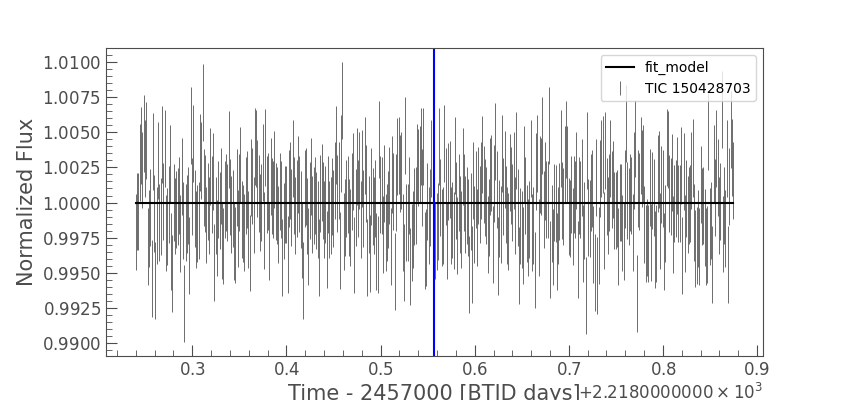 1.0100
1.0075
1.0050
1.0025
1.0000
0.9975
0.9950
0.9925
0.9900
Normalized Flux
fit_model
TIC 150428703
0.3 0.4 0.5 0.6 0.7 0.8 0.9
Time - 2457000 [BTJD days]
+2.2180000000 × 10³